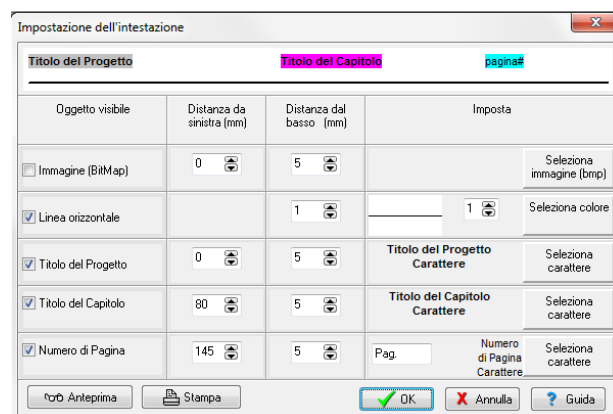 Impostazione dell'intestazione
Titolo del Progetto Titolo del Capitolo pagina#
Oggetto visibile Distanza da sinistra (mm) Distanza dal basso (mm) Imposta
Immagine (BitMap) 0 5 Seleziona immagine (bmp)
Linea orizzontale 1 1 Seleziona colore
Titolo del Progetto 0 5 Titolo del Progetto Carattere Seleziona carattere
Titolo del Capitolo 80 5 Titolo del Capitolo Carattere Seleziona carattere
Numero di Pagina 145 5 Pag. Numero di Pagina Carattere Seleziona carattere
Anteprima Stampa OK Annulla Guida